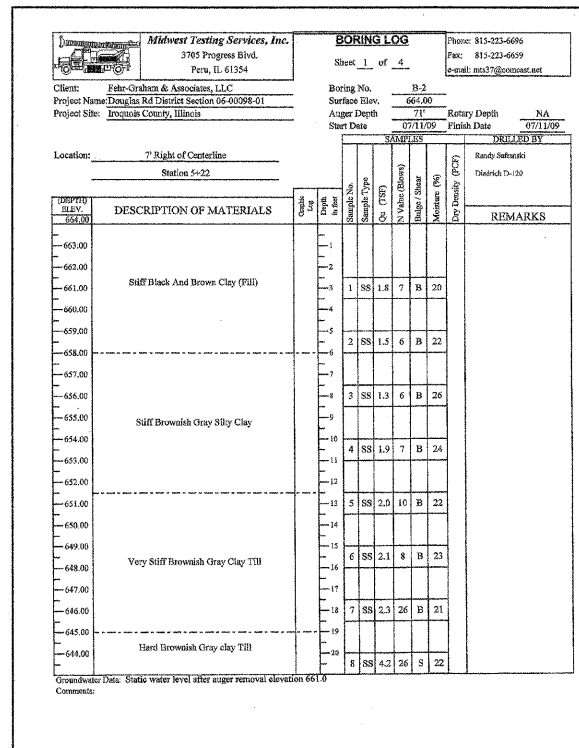 Midwest Testing Services, Inc.
3705 Progress Blvd.
Peru, IL 61354
BORING LOG
Sheet 1 of 4
Phone: 815-223-6696
Fax: 815-223-6659
e-mail: mts37@comcast.net
Client: Fehr-Graham & Associates, LLC
Project Name: Douglas Rd District Section 06-00098-01
Project Site: Iroquois County, Illinois
Boring No. B-2
Surface Elev. 664.00
Auger Depth 71' Rotary Depth NA
Start Date 07/11/09 Finish Date 07/11/09
Location: 7' Right of Centerline
Station 5+22
SAMPLES
DRILLED BY
Randy Safranski
Diedrich D-120
(DEPTH)
ELEV.
664.00
DESCRIPTION OF MATERIALS
Graphic Log
Depth in feet
Sample No.
Sample Type
Qu (TSF)
N Value (Blows)
Bulge / Shear
Moisture (%)
Dry Density (PCF)
REMARKS
663.00 1
662.00 2
661.00 Stiff Black And Brown Clay (Fill) 3 1 SS 1.8 7 B 20
660.00 4
659.00 5
2 SS 1.5 6 B 22
658.00 6
657.00 7
656.00 8 3 SS 1.3 6 B 26
655.00 9
Stiff Brownish Gray Silty Clay
654.00 10
4 SS 1.9 7 B 24
653.00 11
652.00 12
651.00 13 5 SS 2.0 10 B 22
650.00 14
649.00 15
Very Stiff Brownish Gray Clay Till 6 SS 2.1 8 B 23
648.00 16
647.00 17
646.00 18 7 SS 2.3 26 B 21
645.00 19
Hard Brownish Gray clay Till
644.00 20
8 SS 4.2 26 S 22
Groundwater Data: Static water level after auger removal elevation 661.0
Comments: